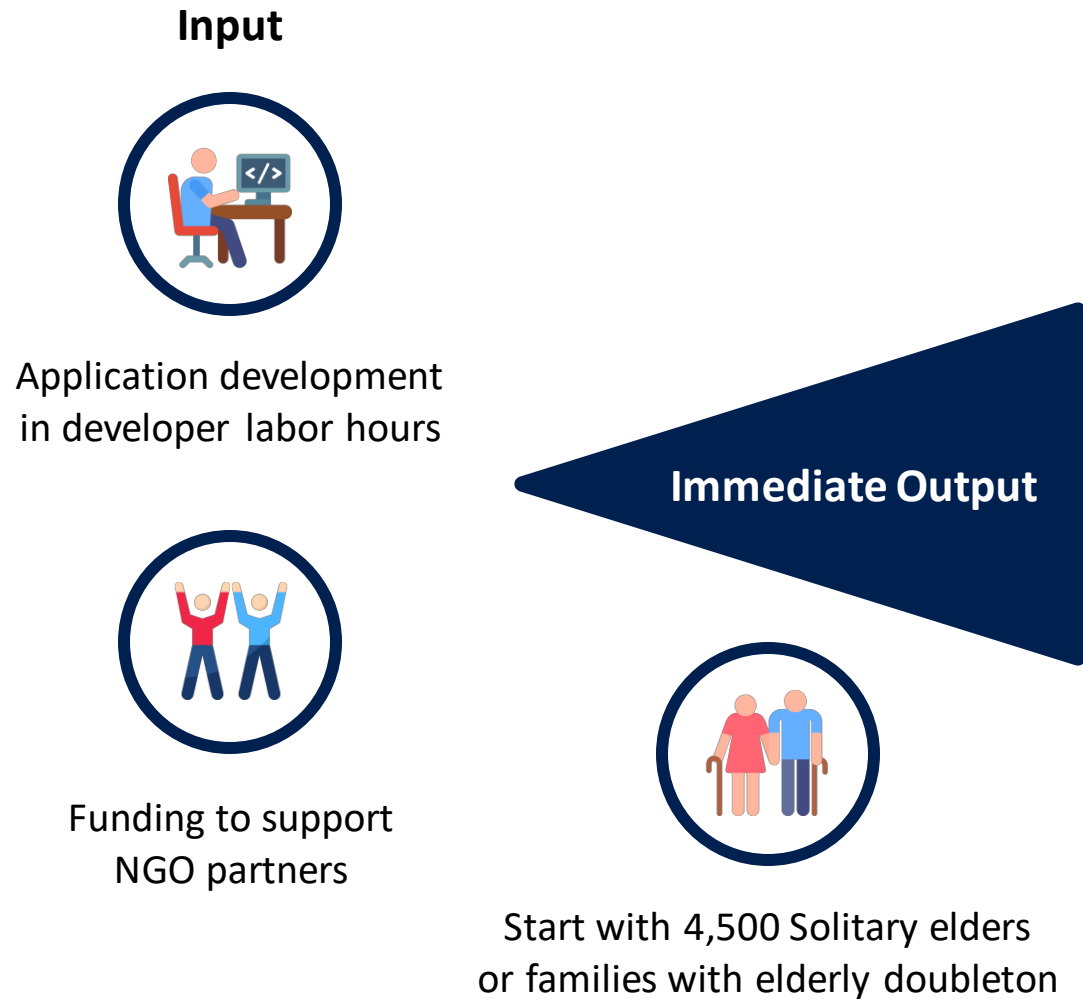 Input
</>
Application development
in developer labor hours
Immediate Output
Funding to support
NGO partners
Start with 4,500 Solitary elders
or families with elderly doubleton